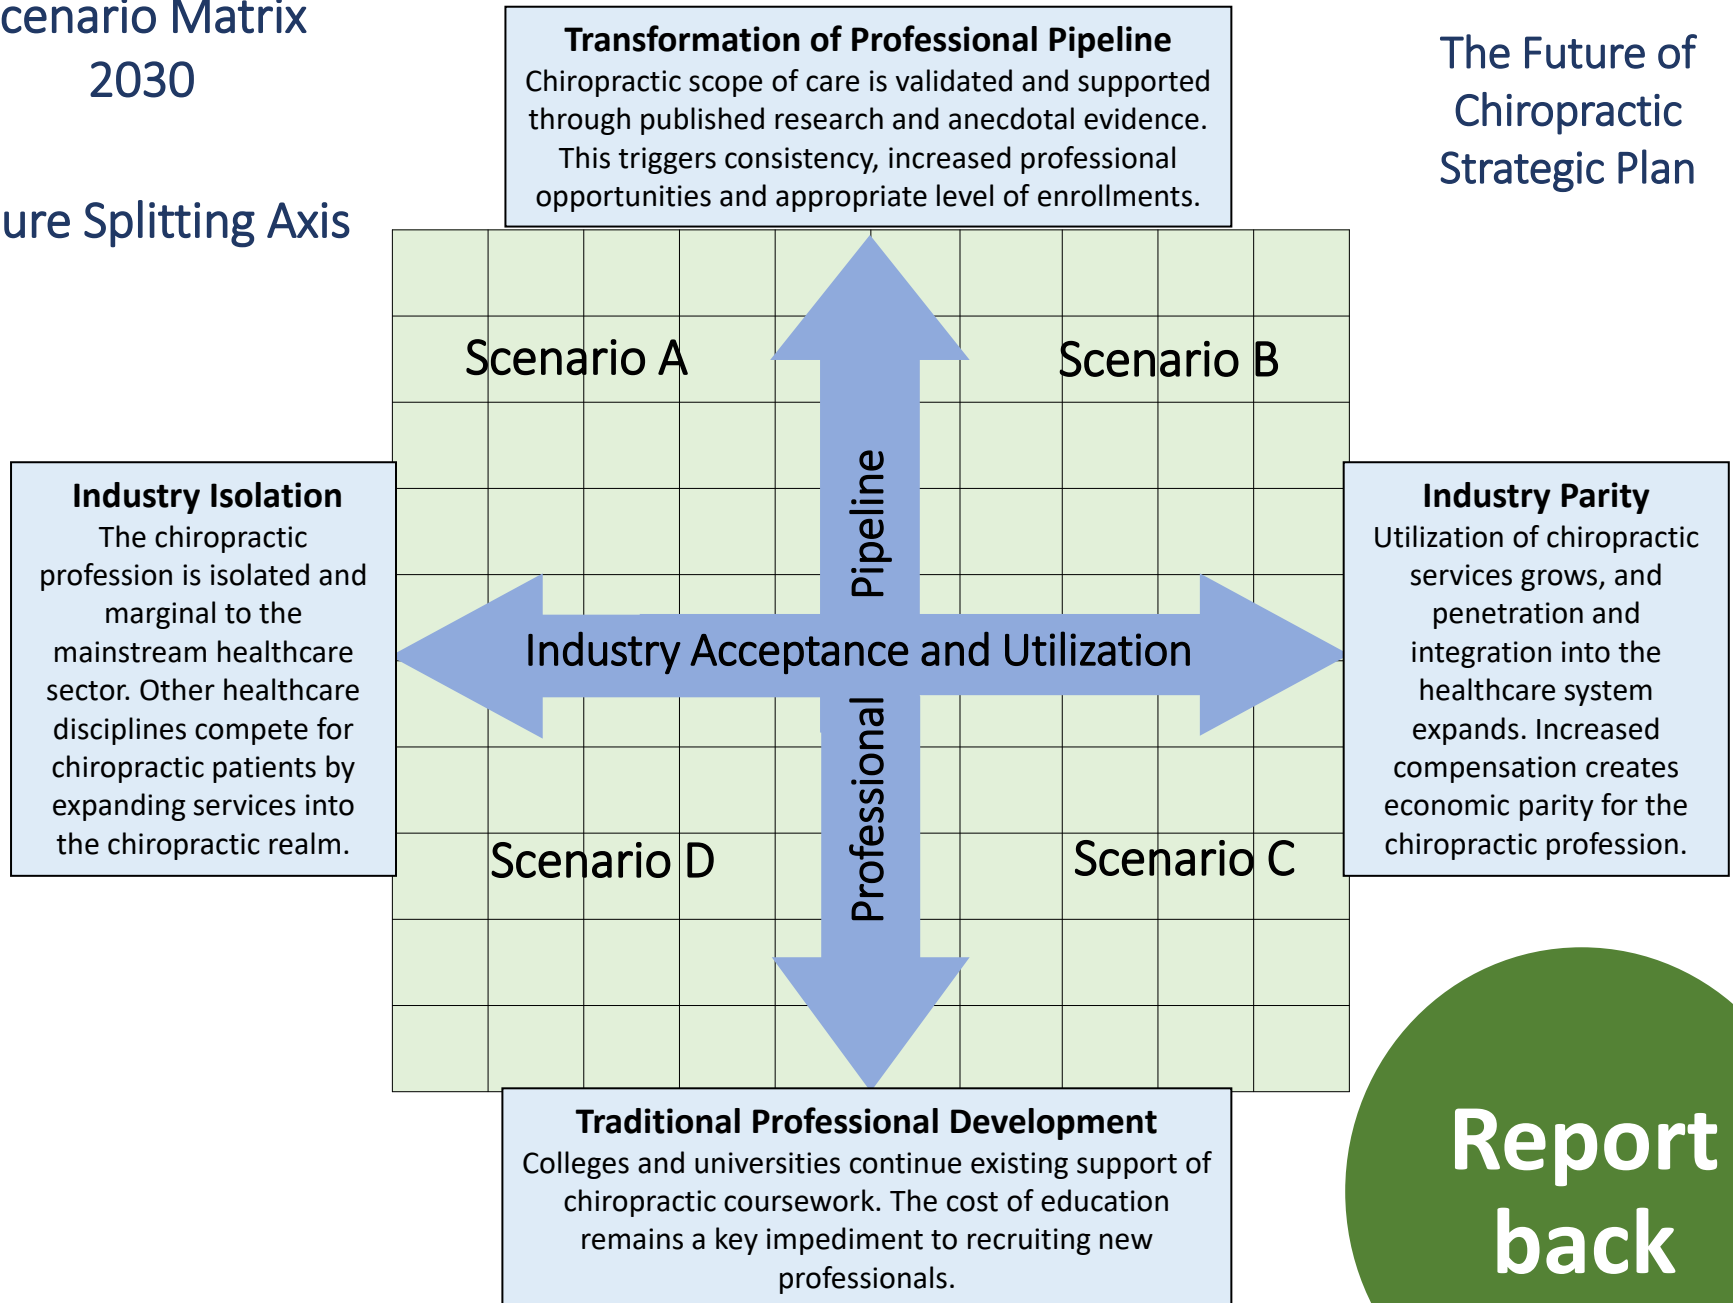 cenario Matrix
2030
ure Splitting Axis
Transformation of Professional Pipeline
Chiropractic scope of care is validated and supported
through published research and anecdotal evidence.
This triggers consistency, increased professional
opportunities and appropriate level of enrollments.
The Future of
Chiropractic
Strategic Plan
Scenario A
Scenario B
Industry Isolation
The chiropractic
profession is isolated and
marginal to the
mainstream healthcare
sector. Other healthcare
disciplines compete for
chiropractic patients by
expanding services into
the chiropractic realm.
Professional Pipeline
Industry Acceptance and Utilization
Industry Parity
Utilization of chiropractic
services grows, and
penetration and
integration into the
healthcare system
expands. Increased
compensation creates
economic parity for the
chiropractic profession.
Scenario D
Scenario C
Traditional Professional Development
Colleges and universities continue existing support of
chiropractic coursework. The cost of education
remains a key impediment to recruiting new
professionals.
Report
back